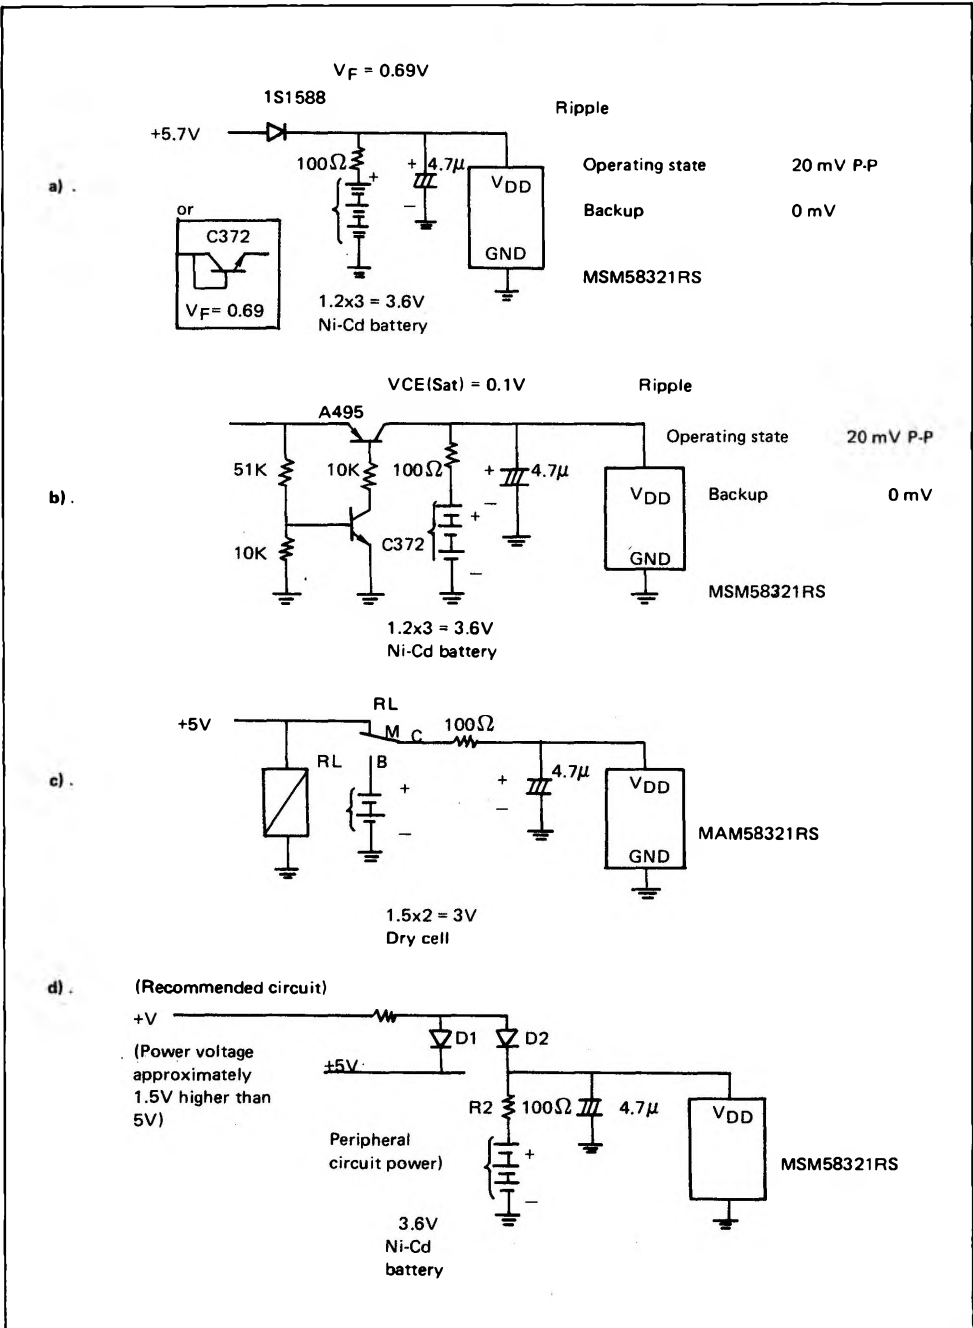 a) .
VF = 0.69V
1S1588
+5.7V
100Ω
+
+ 4.7μ
−
VDD
GND
Ripple
Operating state 20 mV P-P
Backup 0 mV
MSM58321RS
or
C372
VF= 0.69
1.2x3 = 3.6V
Ni-Cd battery
b) .
VCE(Sat) = 0.1V
Ripple
A495
Operating state 20 mV P-P
51K
10K
100Ω
+ 4.7μ
−
VDD
Backup 0 mV
10K
C372
+
−
GND
MSM58321RS
1.2x3 = 3.6V
Ni-Cd battery
c) .
RL
+5V
M C
100Ω
RL
B
+
−
+ 4.7μ
−
VDD
GND
MAM58321RS
1.5x2 = 3V
Dry cell
d) .
(Recommended circuit)
+V
(Power voltage
approximately
1.5V higher than
5V)
D1
D2
+5V
R2 100Ω
4.7μ
VDD
Peripheral
circuit power)
+
−
MSM58321RS
3.6V
Ni-Cd
battery